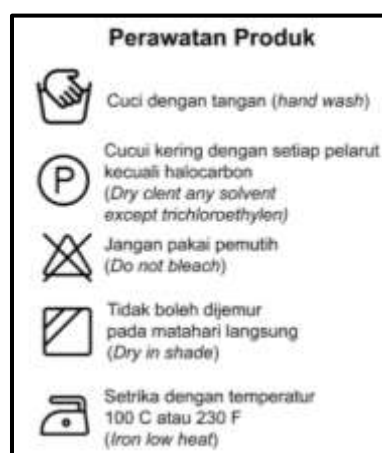 Perawatan Produk
Cuci dengan tangan (hand wash)
P
Cucui kering dengan setiap pelarut
kecuali halocarbon
(Dry clent any solvent
except trichloroethylen)
Jangan pakai pemutih
(Do not bleach)
Tidak boleh dijemur
pada matahari langsung
(Dry in shade)
Setrika dengan temperatur
100 C atau 230 F
(Iron low heat)